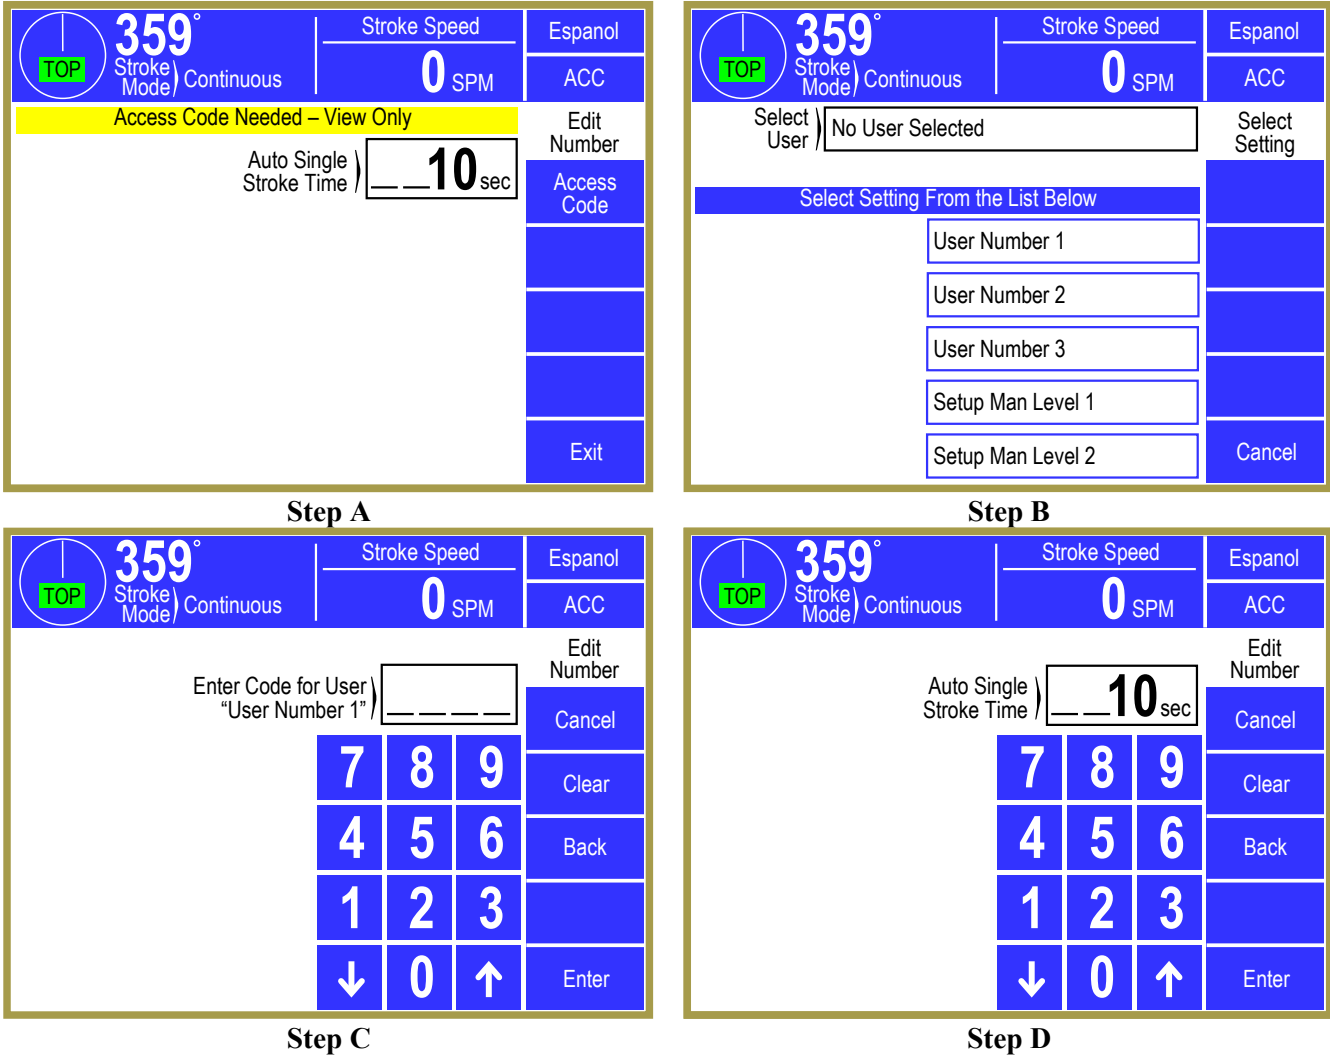 359°
TOP
Stroke
Mode
Continuous
Stroke Speed
0 SPM
Espanol
ACC
Access Code Needed – View Only
Auto Single
Stroke Time
_ _10 sec
Edit
Number
Access
Code
Exit
Step A
359°
TOP
Stroke
Mode
Continuous
Stroke Speed
0 SPM
Espanol
ACC
Select
User
No User Selected
Select Setting From the List Below
User Number 1
User Number 2
User Number 3
Setup Man Level 1
Setup Man Level 2
Select
Setting
Cancel
Step B
359°
TOP
Stroke
Mode
Continuous
Stroke Speed
0 SPM
Espanol
ACC
Enter Code for User
“User Number 1”
_ _ _ _
7 8 9
4 5 6
1 2 3
↓ 0 ↑
Edit
Number
Cancel
Clear
Back
Enter
Step C
359°
TOP
Stroke
Mode
Continuous
Stroke Speed
0 SPM
Espanol
ACC
Auto Single
Stroke Time
_ _10 sec
7 8 9
4 5 6
1 2 3
↓ 0 ↑
Edit
Number
Cancel
Clear
Back
Enter
Step D